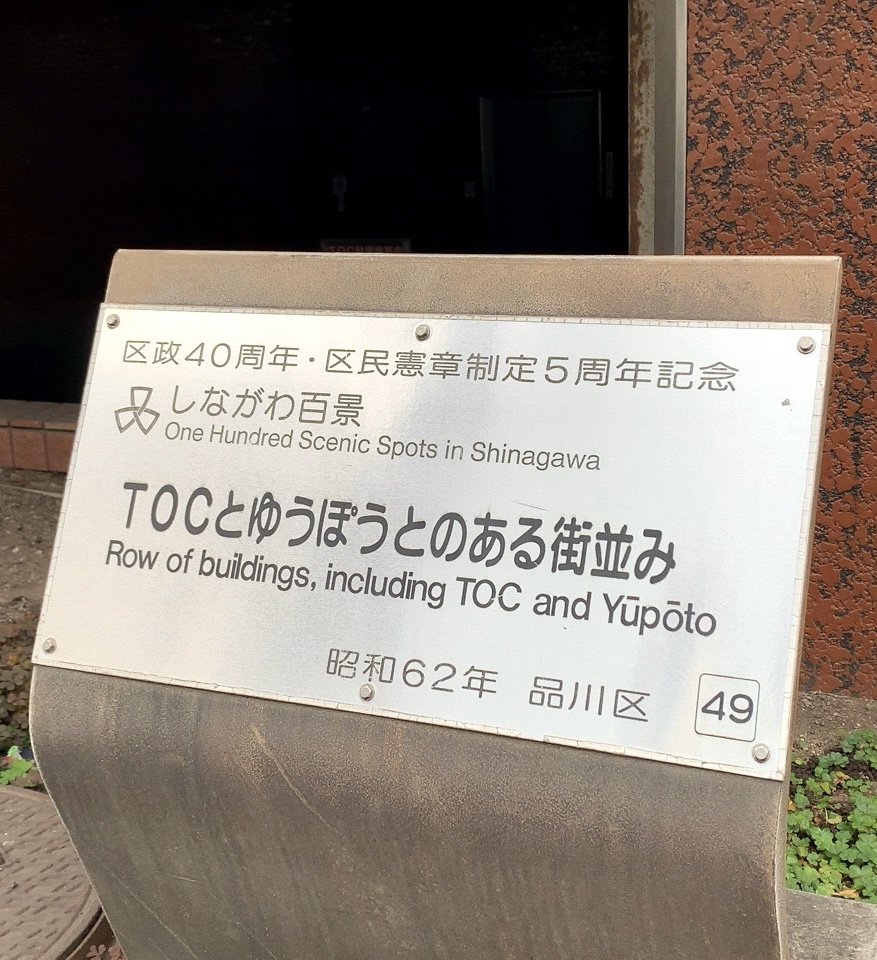 区政40周年・区民憲章制定5周年記念
しながわ百景
One Hundred Scenic Spots in Shinagawa
TOCとゆうぽうとのある街並み
Row of buildings, including TOC and Yūpōto
昭和62年 品川区 49